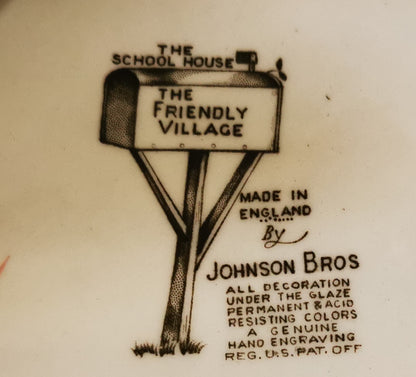 THE
SCHOOL HOUSE
THE
FRIENDLY
VILLAGE
MADE IN
ENGLAND
By
JOHNSON BROS
ALL DECORATION
UNDER THE GLAZE
PERMANENT & ACID
RESISTING COLORS
A GENUINE
HAND ENGRAVING
REG. U.S. PAT. OFF